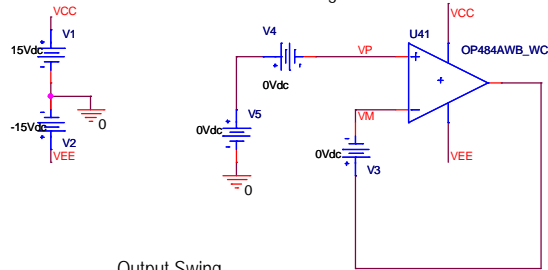 VCC
V1
15Vdc
0
-15Vdc
V2
VEE
V4
0Vdc
VP
V5
0Vdc
0
VCC
U41
OP484AWB_WC
VM
0Vdc
V3
VEE
Output Swing